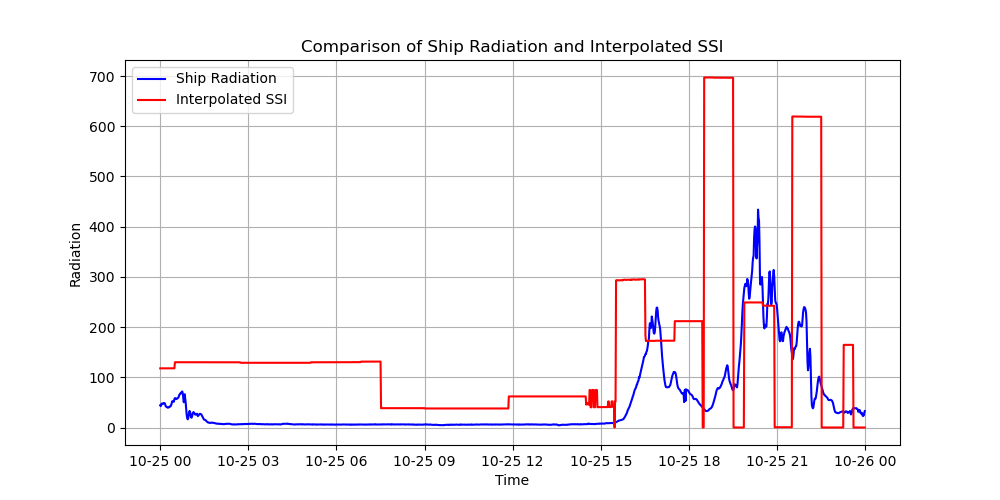 Comparison of Ship Radiation and Interpolated SSI
Ship Radiation
Interpolated SSI
Radiation
700
600
500
400
300
200
100
0
10-25 00 10-25 03 10-25 06 10-25 09 10-25 12 10-25 15 10-25 18 10-25 21 10-26 00
Time